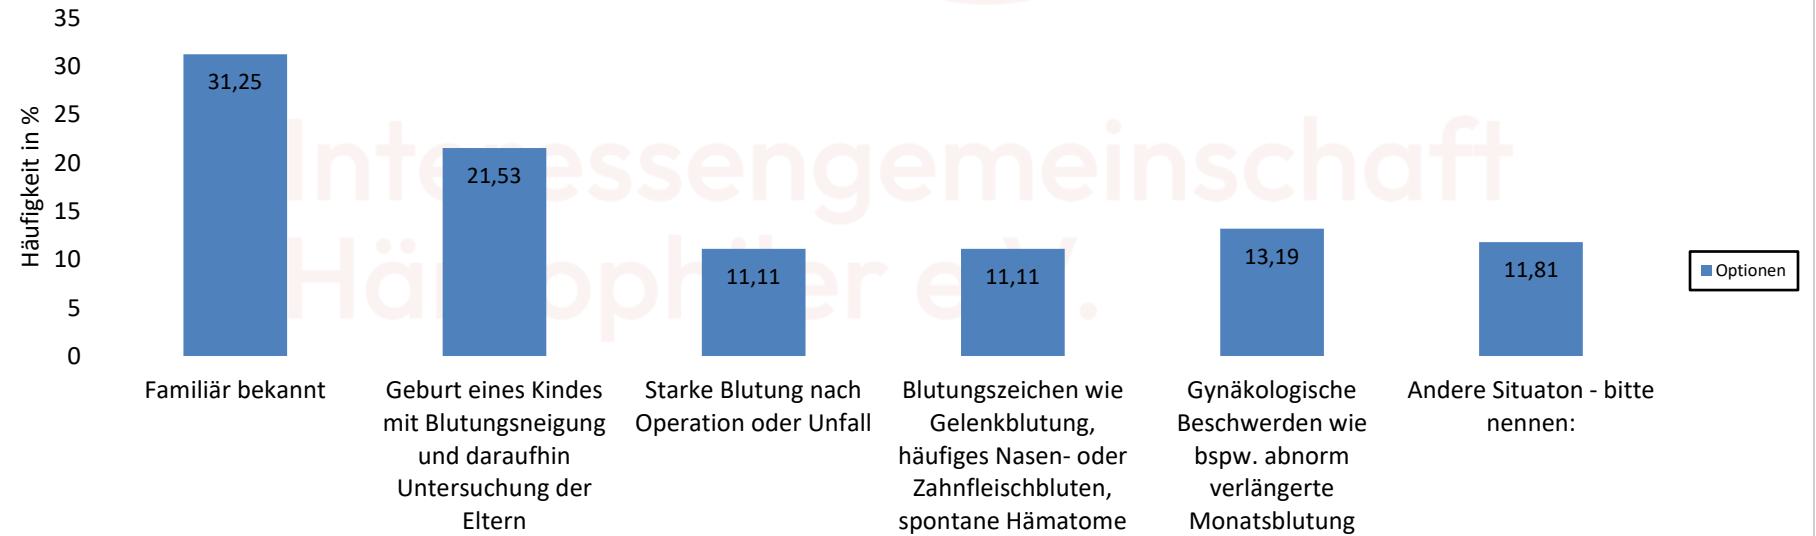 35
30
25
20
15
10
5
0
Häufigkeit in %
31,25
21,53
11,11
11,11
13,19
11,81
Interessengemeinschaft
Hämophiler e.V.
Optionen
Familiär bekannt
Geburt eines Kindes
mit Blutungsneigung
und daraufhin
Untersuchung der
Eltern
Starke Blutung nach
Operation oder Unfall
Blutungszeichen wie
Gelenkblutung,
häufiges Nasen- oder
Zahnfleischbluten,
spontane Hämatome
Gynäkologische
Beschwerden wie
bspw. abnorm
verlängerte
Monatsblutung
Andere Situaton - bitte
nennen: